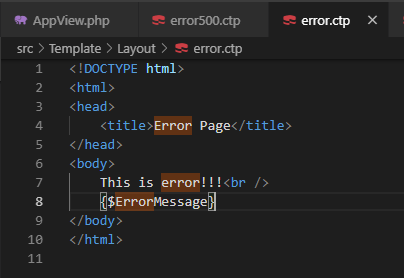 AppView.php error500.ctp error.ctp
src > Template > Layout > error.ctp
1 <!DOCTYPE html>
2 <html>
3 <head>
4 <title>Error Page</title>
5 </head>
6 <body>
7 This is error!!!<br />
8 {$ErrorMessage}
9 </body>
10 </html>
11